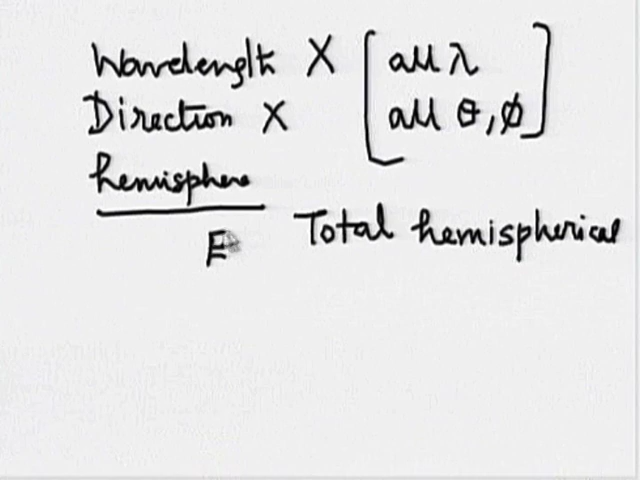 Wavelength X [ all λ
Direction X all θ, φ ]
hemisphere
E Total hemispherical